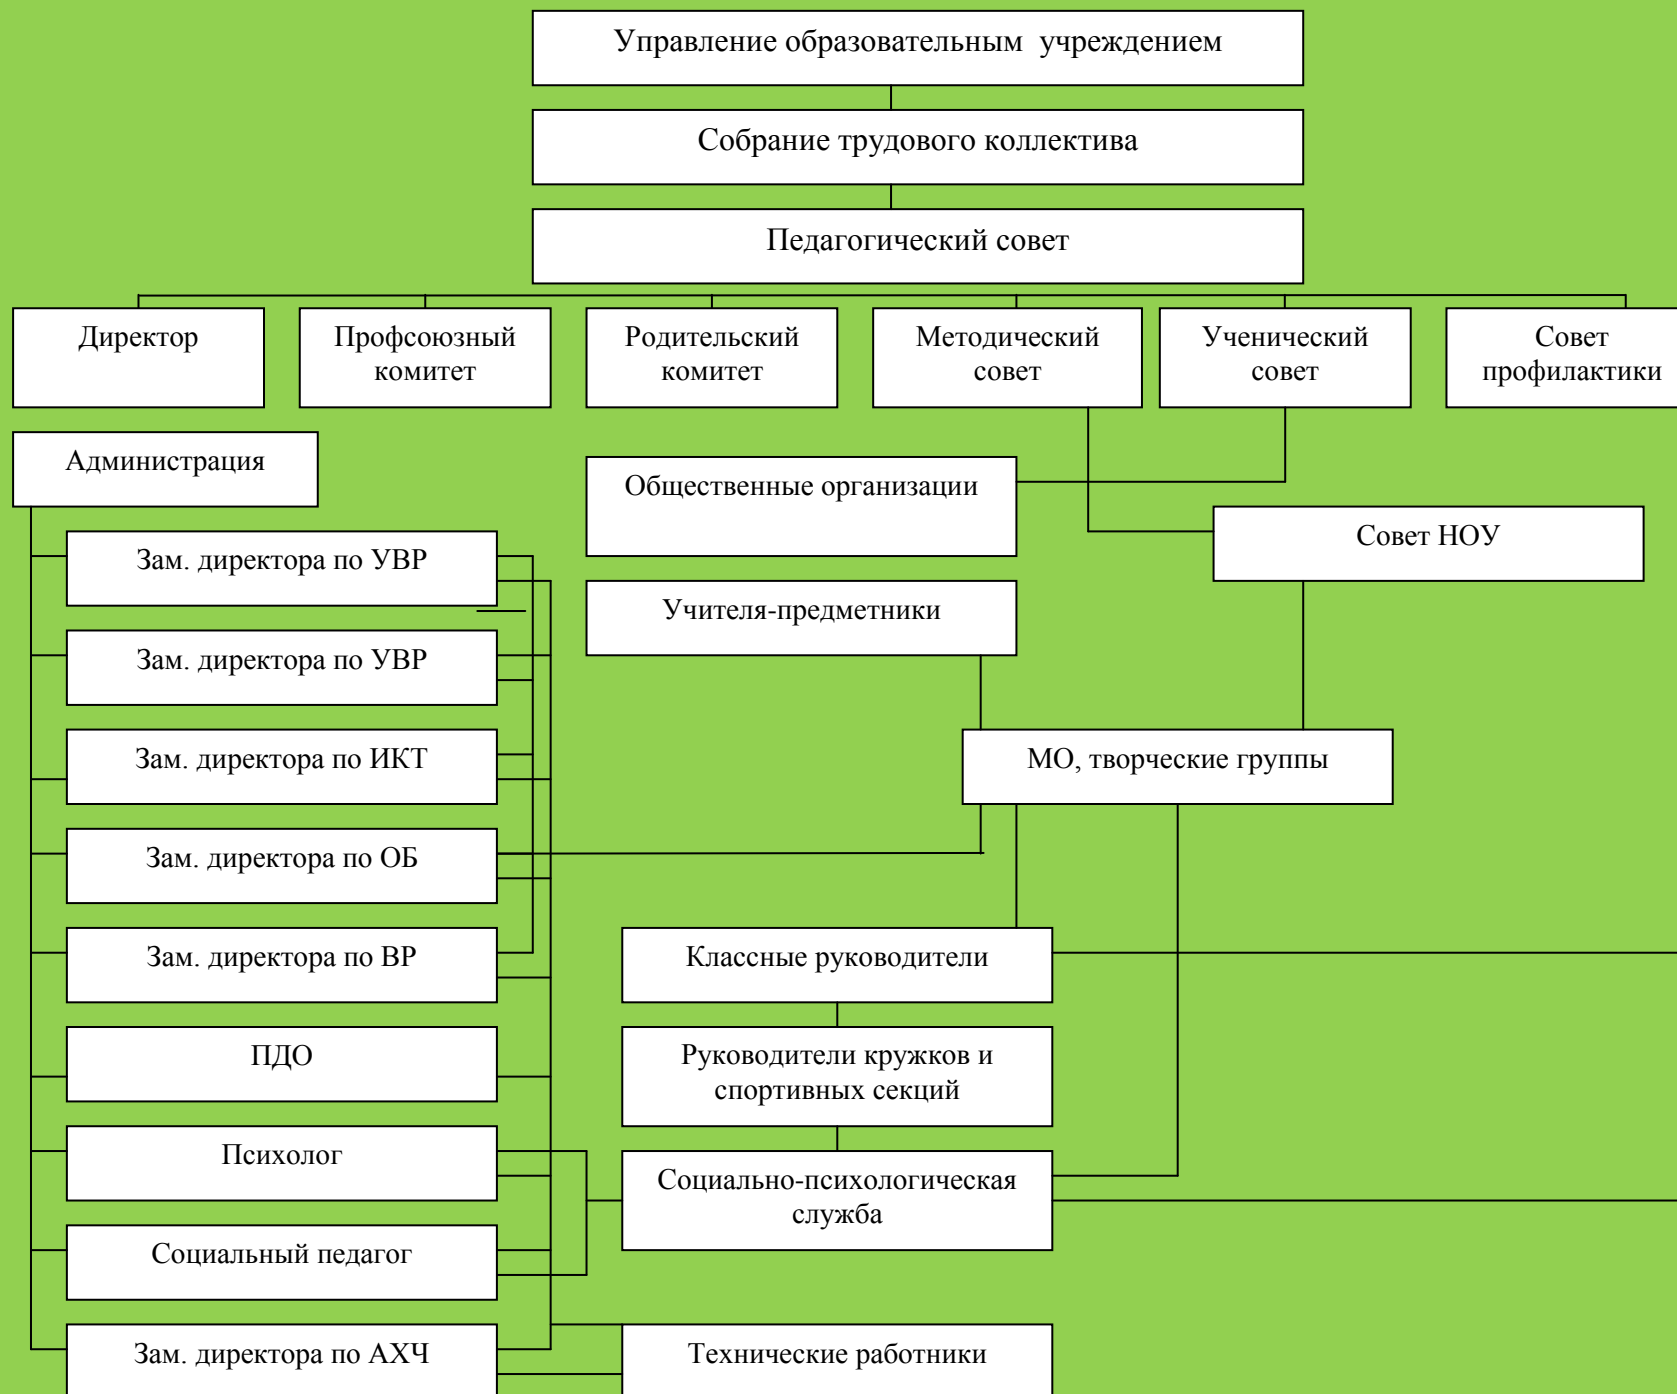 Управление образовательным учреждением
Собрание трудового коллектива
Педагогический совет
Директор
Профсоюзный
комитет
Родительский
комитет
Методический
совет
Ученический
совет
Совет
профилактики
Администрация
Общественные организации
Совет НОУ
Зам. директора по УВР
Учителя-предметники
Зам. директора по УВР
Зам. директора по ИКТ
МО, творческие группы
Зам. директора по ОБ
Зам. директора по ВР
Классные руководители
ПДО
Руководители кружков и
спортивных секций
Психолог
Социально-психологическая
служба
Социальный педагог
Зам. директора по АХЧ
Технические работники